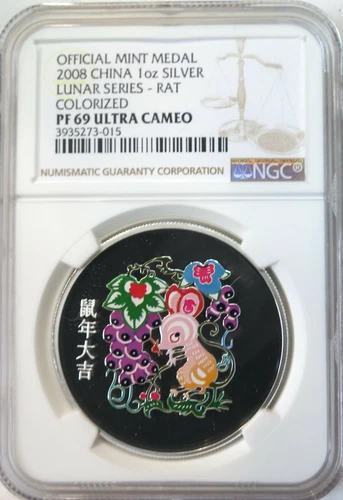 OFFICIAL MINT MEDAL
2008 CHINA 1oz SILVER
LUNAR SERIES - RAT
COLORIZED
PF 69 ULTRA CAMEO
3935273-015
NUMISMATIC GUARANTY CORPORATION
NGC
鼠年大吉